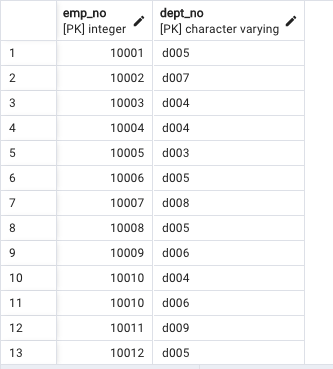 emp_no dept_no
[PK] integer [PK] character varying
1 10001 d005
2 10002 d007
3 10003 d004
4 10004 d004
5 10005 d003
6 10006 d005
7 10007 d008
8 10008 d005
9 10009 d006
10 10010 d004
11 10010 d006
12 10011 d009
13 10012 d005